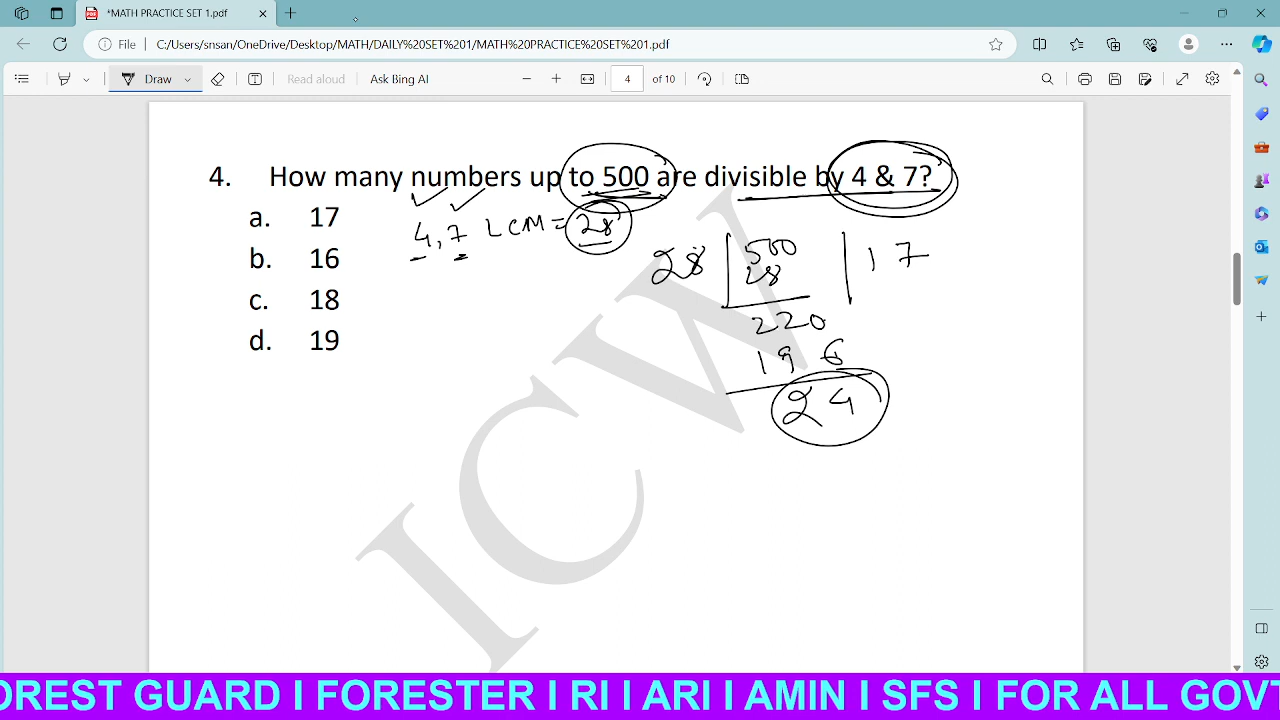 *MATH PRACTICE SET 1.pdf
File C:/Users/snsan/OneDrive/Desktop/MATH/DAILY%20SET%201/MATH%20PRACTICE%20SET%201.pdf
Draw Read aloud Ask Bing AI 4 of 10
4. How many numbers up to 500 are divisible by 4 & 7?
a. 17
4, 7 LCM = 28
b. 16
28 500 17
28
c. 18
220
d. 19
196
24
ICW
OREST GUARD I FORESTER I RI I ARI I AMIN I SFS I FOR ALL GOVT